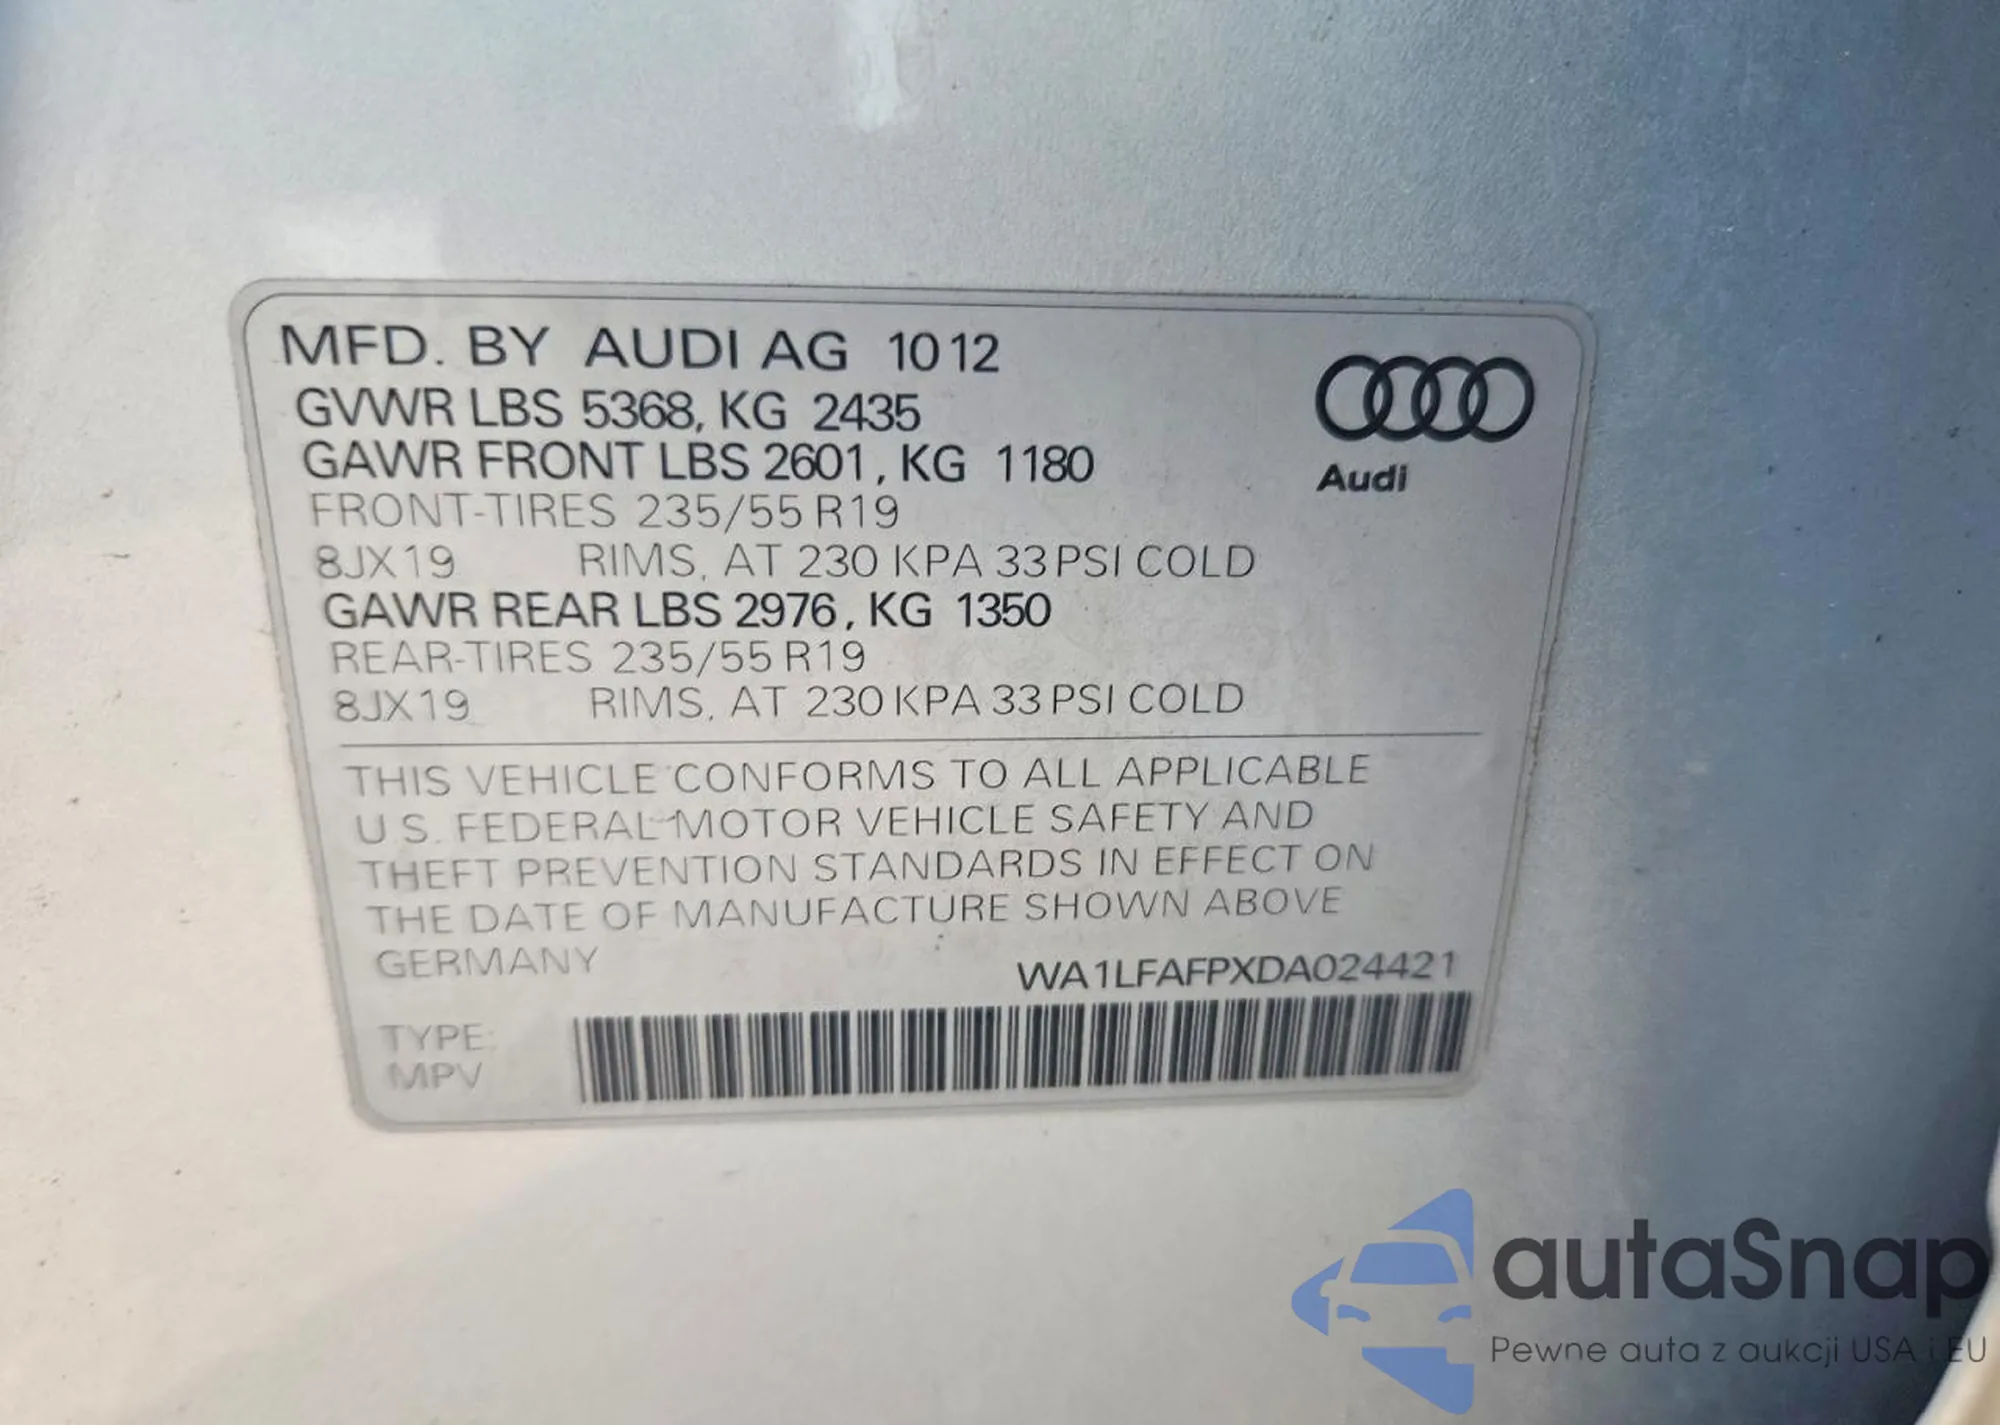 MFD. BY AUDI AG 1012
GVWR LBS 5368, KG 2435
GAWR FRONT LBS 2601, KG 1180
FRONT-TIRES 235/55 R19
8JX19 RIMS, AT 230 KPA 33 PSI COLD
GAWR REAR LBS 2976, KG 1350
REAR-TIRES 235/55 R19
8JX19 RIMS, AT 230 KPA 33 PSI COLD
Audi
THIS VEHICLE CONFORMS TO ALL APPLICABLE
U.S. FEDERAL MOTOR VEHICLE SAFETY AND
THEFT PREVENTION STANDARDS IN EFFECT ON
THE DATE OF MANUFACTURE SHOWN ABOVE
GERMANY WA1LFAFPXDA024421
TYPE:
MPV
autaSnap
Pewne auta z aukcji USA i EU